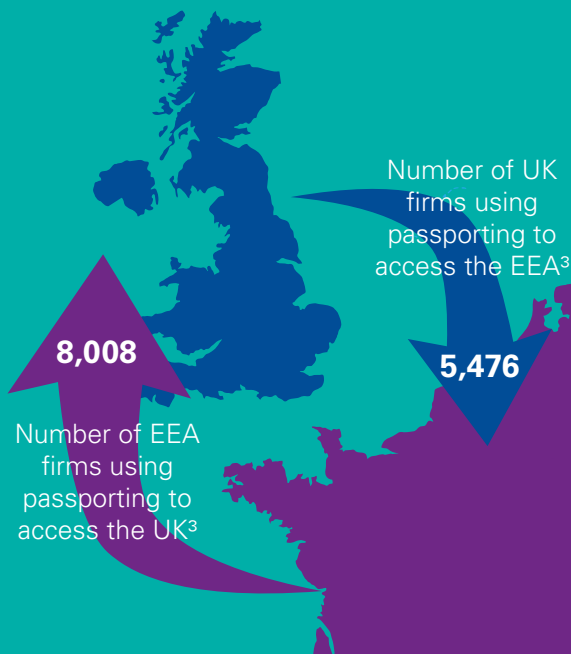 Number of UK
firms using
passporting to
access the EEA³
5,476
8,008
Number of EEA
firms using
passporting to
access the UK³